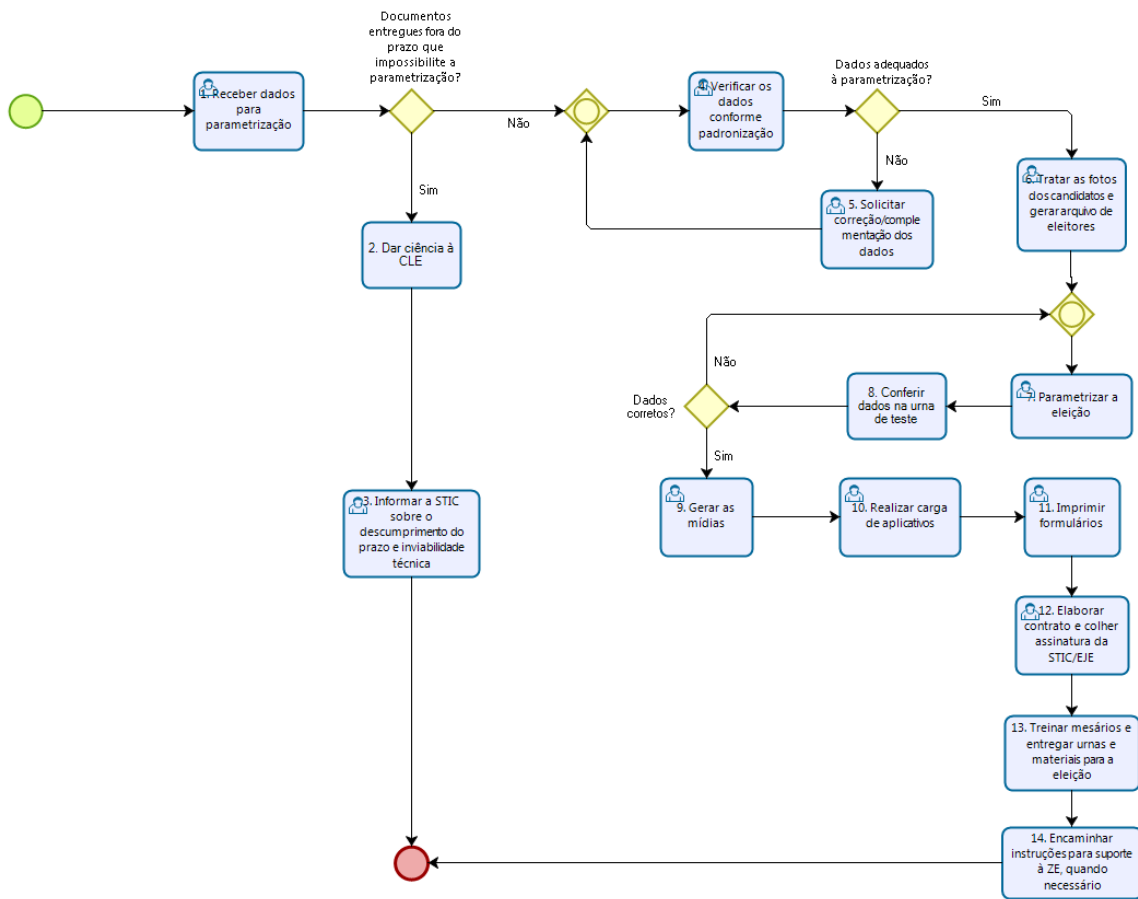 Documentos
entregues fora do
prazo que
impossibilite a
parametrização?
Dados adequados
à parametrização?
1. Receber dados
para
parametrização
Não
4. Verificar os
dados
conforme
padronização
Sim
Sim
Não
2. Dar ciência à
CLE
5. Solicitar
correção/comple
mentação dos
dados
6. Tratar as fotos
dos candidatos e
gerar arquivo de
eleitores
Não
Dados
corretos?
8. Conferir
dados na urna
de teste
7. Parametrizar a
eleição
Sim
3. Informar a STIC
sobre o
descumprimento do
prazo e inviabilidade
técnica
9. Gerar as
mídias
10. Realizar carga
de aplicativos
11. Imprimir
formulários
12. Elaborar
contrato e colher
assinatura da
STIC/EJE
13. Treinar mesários e
entregar urnas e
materiais para a
eleição
14. Encaminhar
instruções para suporte
à ZE, quando
necessário